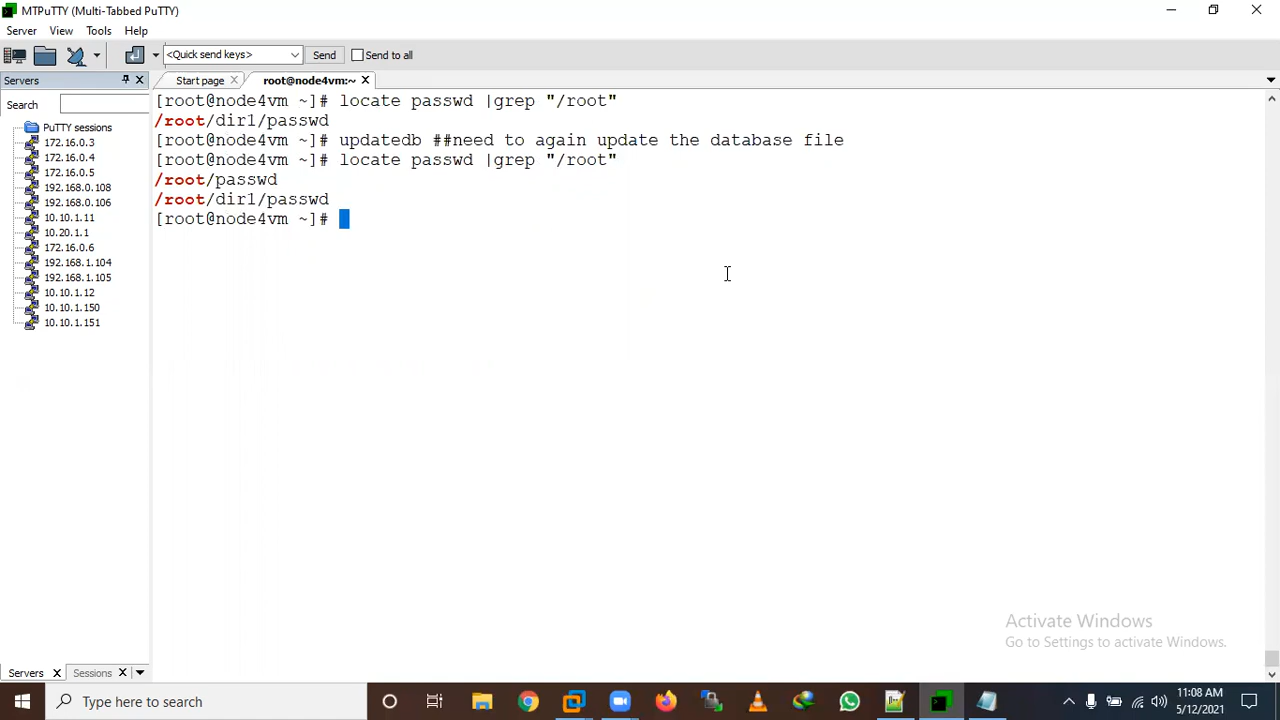 MTPuTTY (Multi-Tabbed PuTTY)
Server View Tools Help
<Quick send keys> Send Send to all
Servers
Start page root@node4vm:~
Search
PuTTY sessions
172.16.0.3
172.16.0.4
172.16.0.5
192.168.0.108
192.168.0.106
10.10.1.11
10.20.1.1
172.16.0.6
192.168.1.104
192.168.1.105
10.10.1.12
10.10.1.150
10.10.1.151
[root@node4vm ~]# locate passwd |grep "/root"
/root/dir1/passwd
[root@node4vm ~]# updatedb ##need to again update the database file
[root@node4vm ~]# locate passwd |grep "/root"
/root/passwd
/root/dir1/passwd
[root@node4vm ~]#
Activate Windows
Go to Settings to activate Windows.
Servers Sessions
Type here to search
11:08 AM
5/12/2021